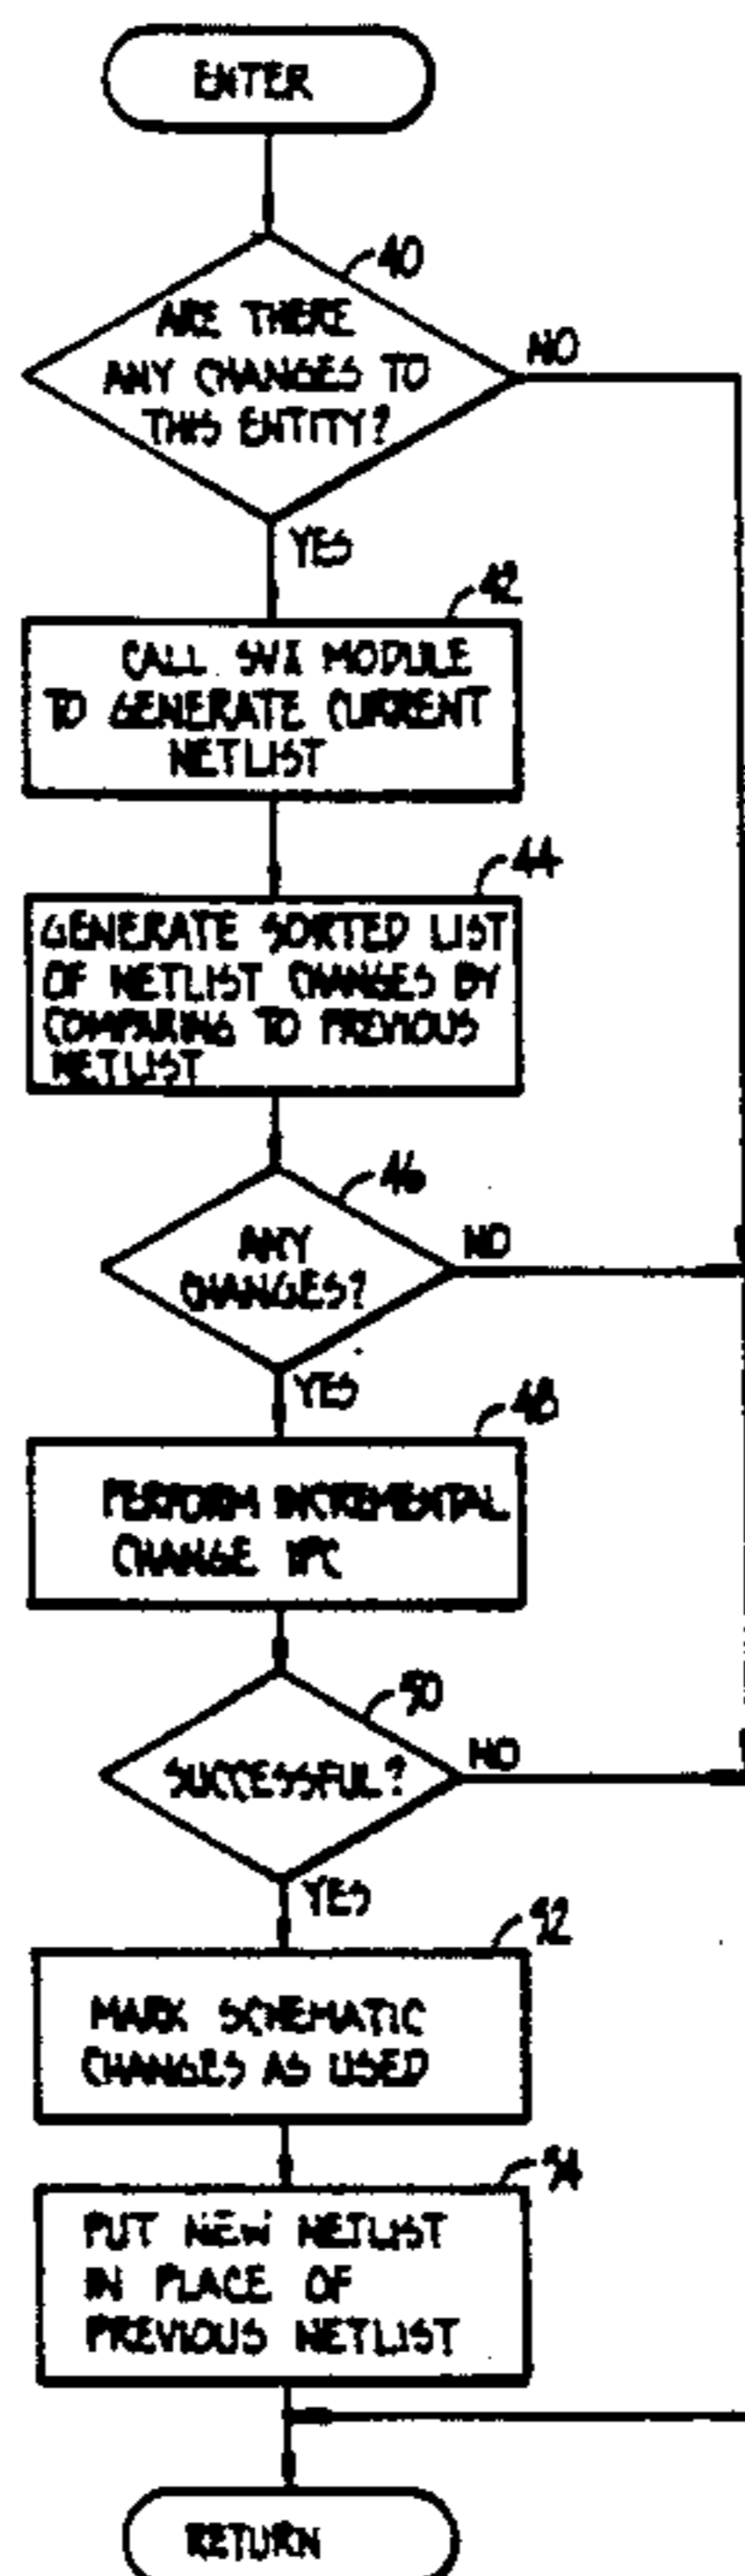 ENTER
40
ARE THERE
ANY CHANGES TO
THIS ENTITY?
NO
YES
42
CALL SVI MODULE
TO GENERATE CURRENT
NETLIST
44
GENERATE SORTED LIST
OF NETLIST CHANGES BY
COMPARING TO PREVIOUS
NETLIST
46
ANY
CHANGES?
NO
YES
48
PERFORM INCREMENTAL
CHANGE
50
SUCCESSFUL?
NO
YES
52
MARK SCHEMATIC
CHANGES AS USED
54
PUT NEW NETLIST
IN PLACE OF
PREVIOUS NETLIST
RETURN